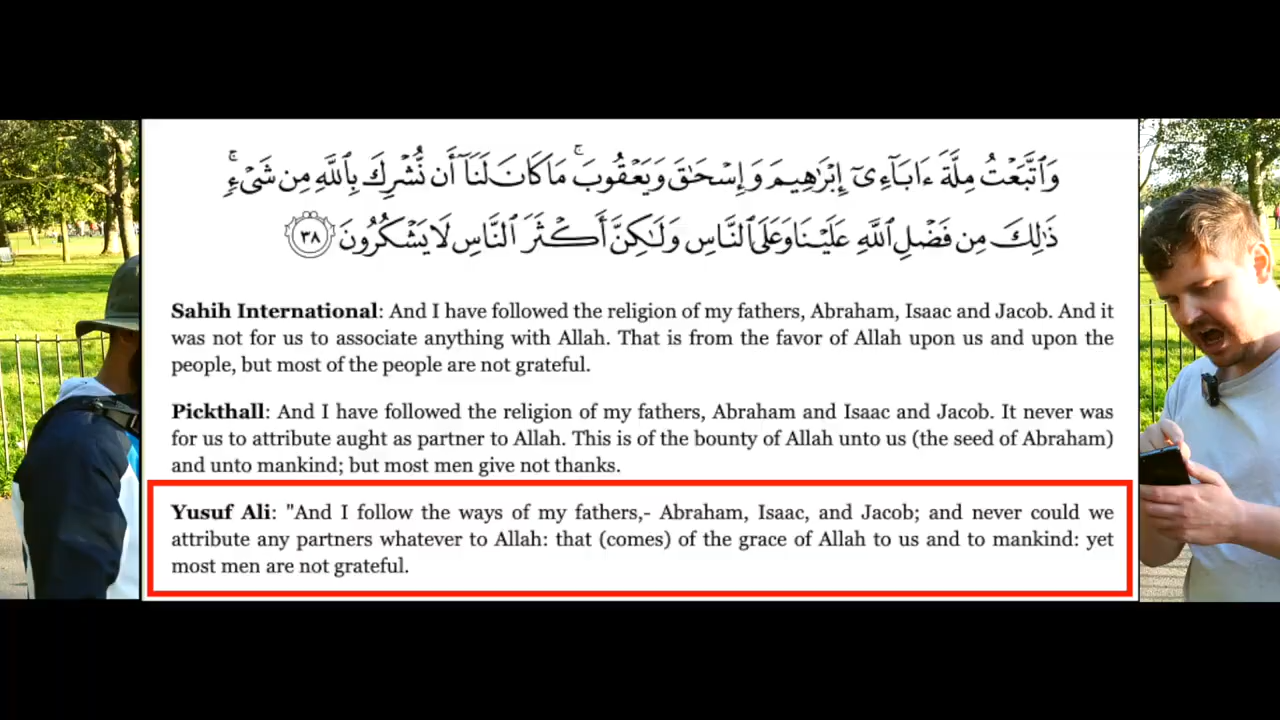 وَٱتَّبَعْتُ مِلَّةَ ءَابَآءِىٓ إِبْرَٰهِيمَ وَإِسْحَٰقَ وَيَعْقُوبَ ۚ مَا كَانَ لَنَآ أَن نُّشْرِكَ بِٱللَّهِ مِن شَىْءٍ ۚ
ذَٰلِكَ مِن فَضْلِ ٱللَّهِ عَلَيْنَا وَعَلَى ٱلنَّاسِ وَلَٰكِنَّ أَكْثَرَ ٱلنَّاسِ لَا يَشْكُرُونَ ٣٨
Sahih International: And I have followed the religion of my fathers, Abraham, Isaac and Jacob. And it
was not for us to associate anything with Allah. That is from the favor of Allah upon us and upon the
people, but most of the people are not grateful.
Pickthall: And I have followed the religion of my fathers, Abraham and Isaac and Jacob. It never was
for us to attribute aught as partner to Allah. This is of the bounty of Allah unto us (the seed of Abraham)
and unto mankind; but most men give not thanks.
Yusuf Ali: "And I follow the ways of my fathers,- Abraham, Isaac, and Jacob; and never could we
attribute any partners whatever to Allah: that (comes) of the grace of Allah to us and to mankind: yet
most men are not grateful.